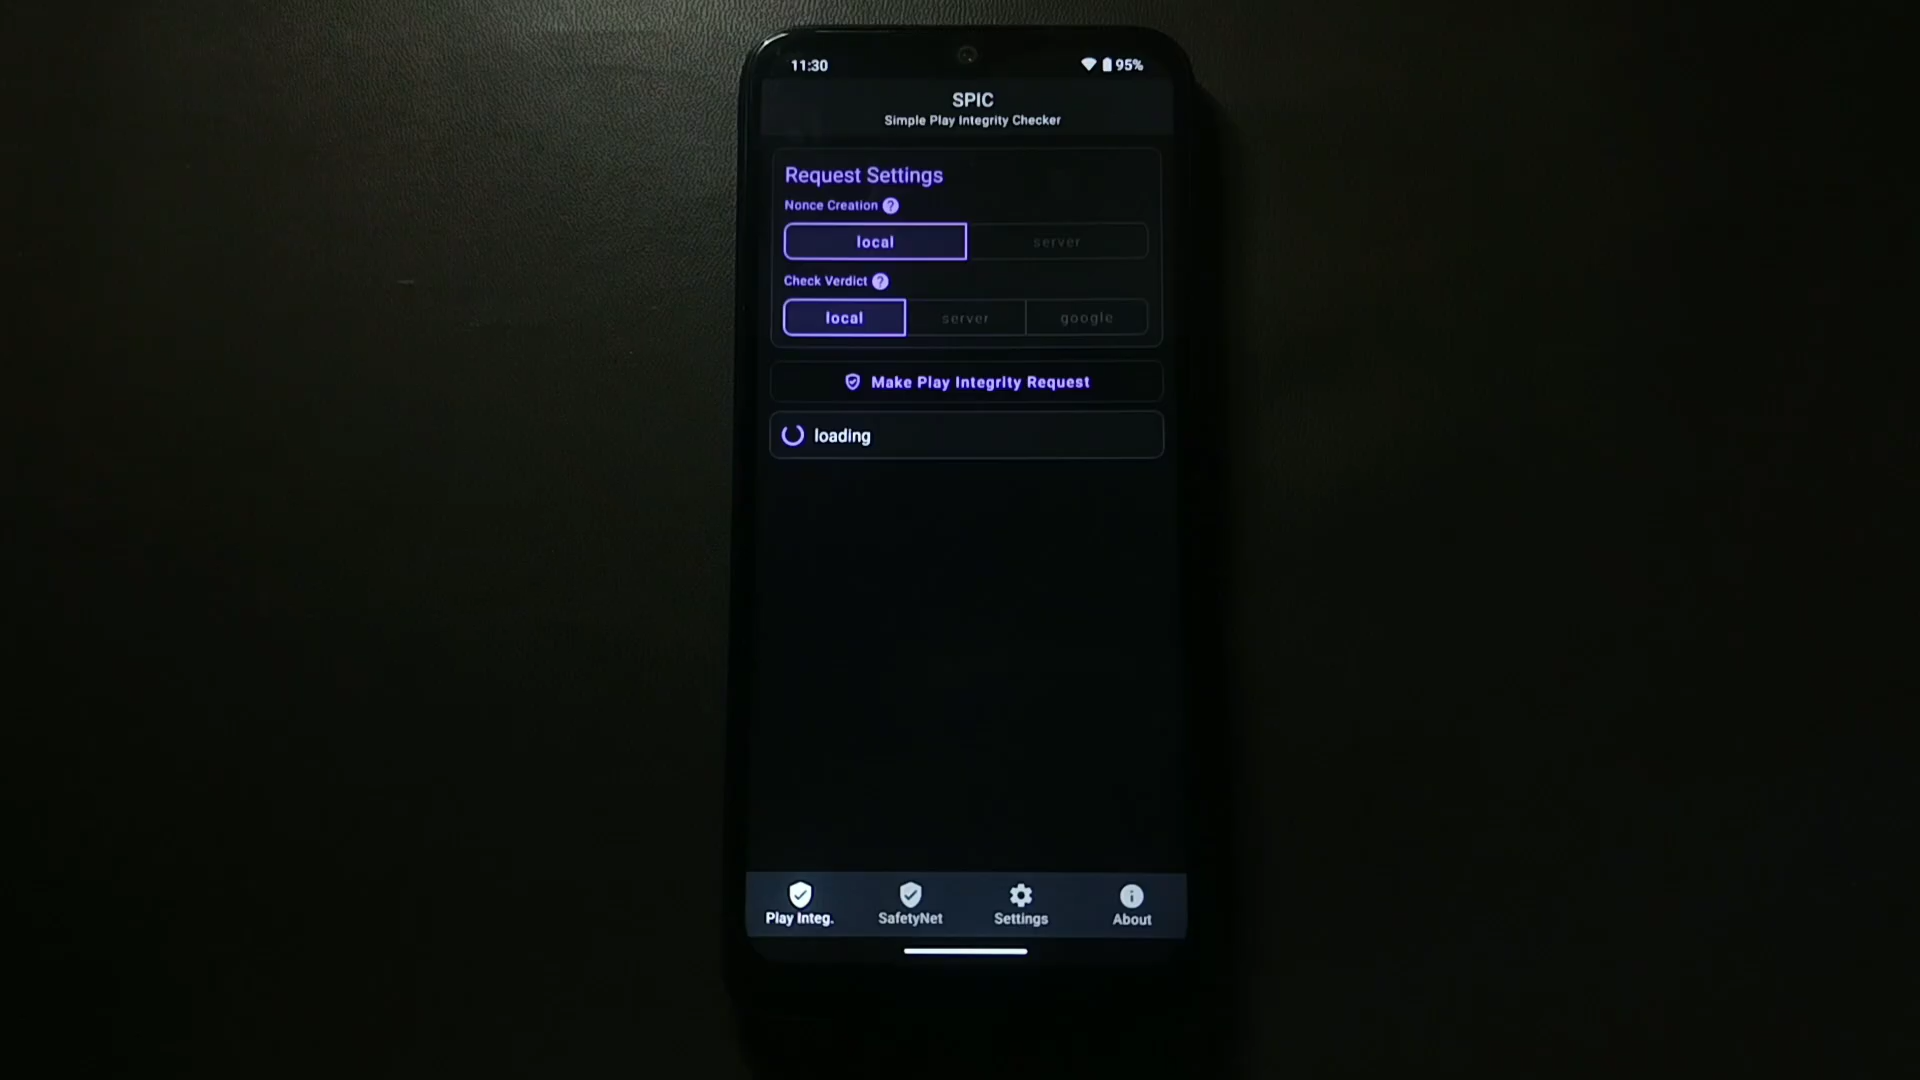 11:30 95%
SPIC
Simple Play Integrity Checker
Request Settings
Nonce Creation ?
local server
Check Verdict ?
local server google
Make Play Integrity Request
loading
Play Integ. SafetyNet Settings About